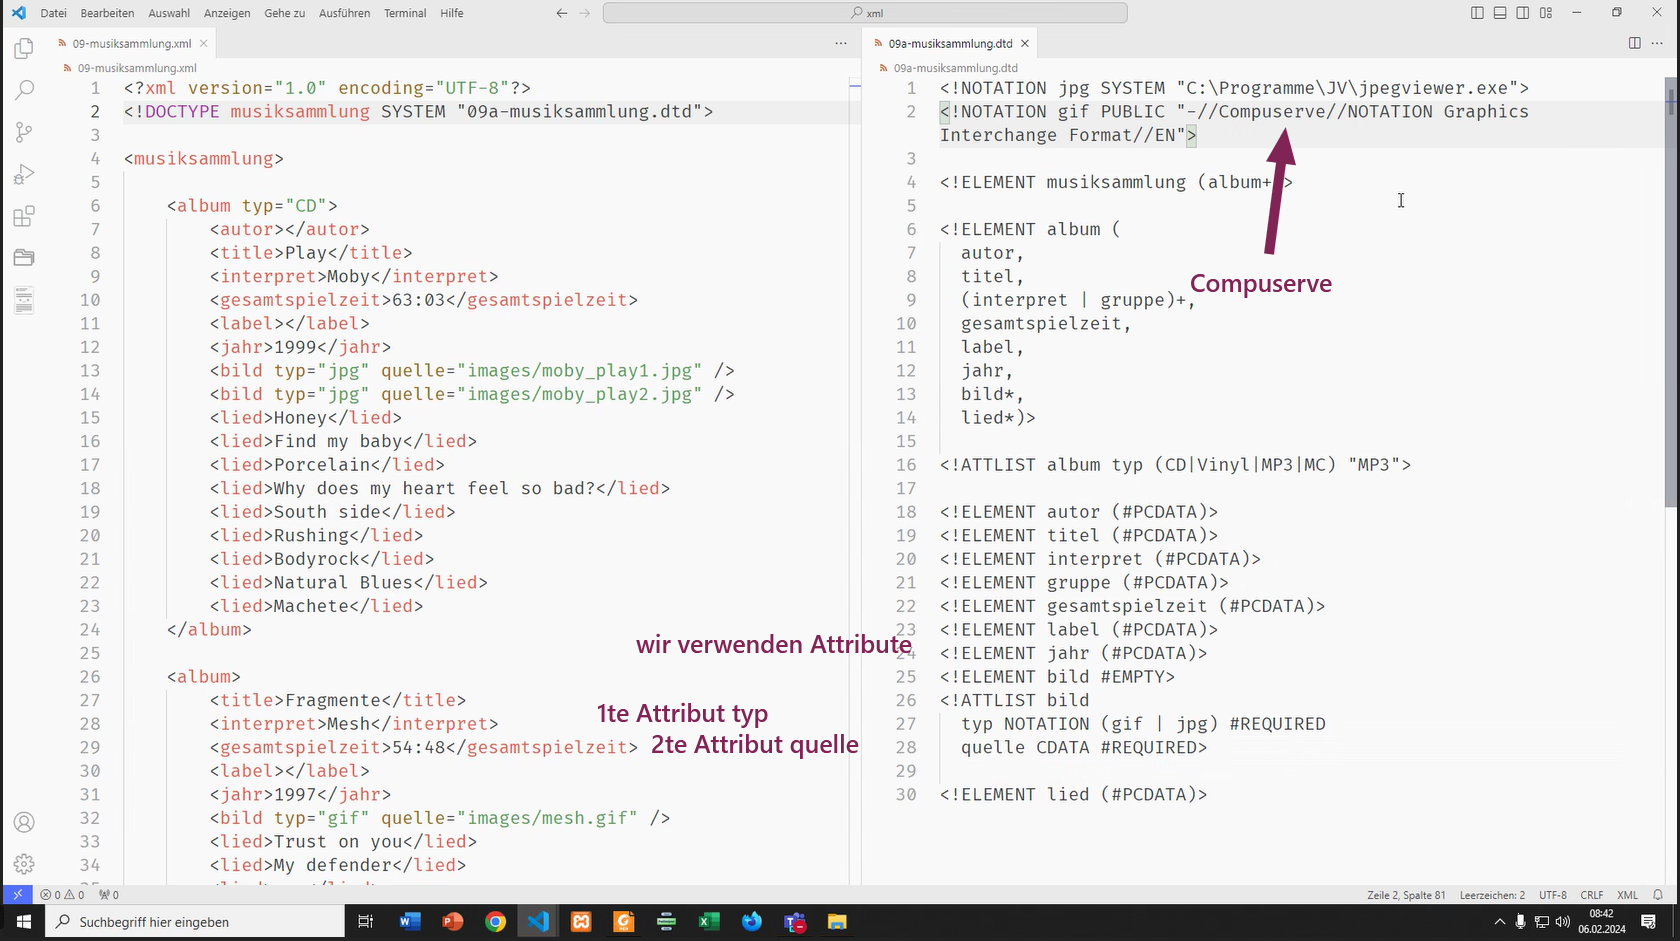 Datei Bearbeiten Auswahl Anzeigen Gehe zu Ausführen Terminal Hilfe
xml
09-musiksammlung.xml
09-musiksammlung.xml
1 <?xml version="1.0" encoding="UTF-8"?>
2 <!DOCTYPE musiksammlung SYSTEM "09a-musiksammlung.dtd">
3
4 <musiksammlung>
5
6 <album typ="CD">
7 <autor></autor>
8 <title>Play</title>
9 <interpret>Moby</interpret>
10 <gesamtspielzeit>63:03</gesamtspielzeit>
11 <label></label>
12 <jahr>1999</jahr>
13 <bild typ="jpg" quelle="images/moby_play1.jpg" />
14 <bild typ="jpg" quelle="images/moby_play2.jpg" />
15 <lied>Honey</lied>
16 <lied>Find my baby</lied>
17 <lied>Porcelain</lied>
18 <lied>Why does my heart feel so bad?</lied>
19 <lied>South side</lied>
20 <lied>Rushing</lied>
21 <lied>Bodyrock</lied>
22 <lied>Natural Blues</lied>
23 <lied>Machete</lied>
24 </album>
25
26 <album>
27 <title>Fragmente</title>
28 <interpret>Mesh</interpret>
29 <gesamtspielzeit>54:48</gesamtspielzeit>
30 <label></label>
31 <jahr>1997</jahr>
32 <bild typ="gif" quelle="images/mesh.gif" />
33 <lied>Trust on you</lied>
34 <lied>My defender</lied>
wir verwenden Attribute
1te Attribut typ
2te Attribut quelle
09a-musiksammlung.dtd
09a-musiksammlung.dtd
1 <!NOTATION jpg SYSTEM "C:\Programme\JV\jpegviewer.exe">
2 <!NOTATION gif PUBLIC "-//Compuserve//NOTATION Graphics
Interchange Format//EN">
3
4 <!ELEMENT musiksammlung (album+ >
5
6 <!ELEMENT album (
7 autor,
8 titel,
9 (interpret | gruppe)+,
10 gesamtspielzeit,
11 label,
12 jahr,
13 bild*,
14 lied*)>
15
16 <!ATTLIST album typ (CD|Vinyl|MP3|MC) "MP3">
17
18 <!ELEMENT autor (#PCDATA)>
19 <!ELEMENT titel (#PCDATA)>
20 <!ELEMENT interpret (#PCDATA)>
21 <!ELEMENT gruppe (#PCDATA)>
22 <!ELEMENT gesamtspielzeit (#PCDATA)>
23 <!ELEMENT label (#PCDATA)>
24 <!ELEMENT jahr (#PCDATA)>
25 <!ELEMENT bild #EMPTY>
26 <!ATTLIST bild
27 typ NOTATION (gif | jpg) #REQUIRED
28 quelle CDATA #REQUIRED>
29
30 <!ELEMENT lied (#PCDATA)>
Compuserve
0 0 0
Zeile 2, Spalte 81 Leerzeichen: 2 UTF-8 CRLF XML
Suchbegriff hier eingeben
08:42
06.02.2024